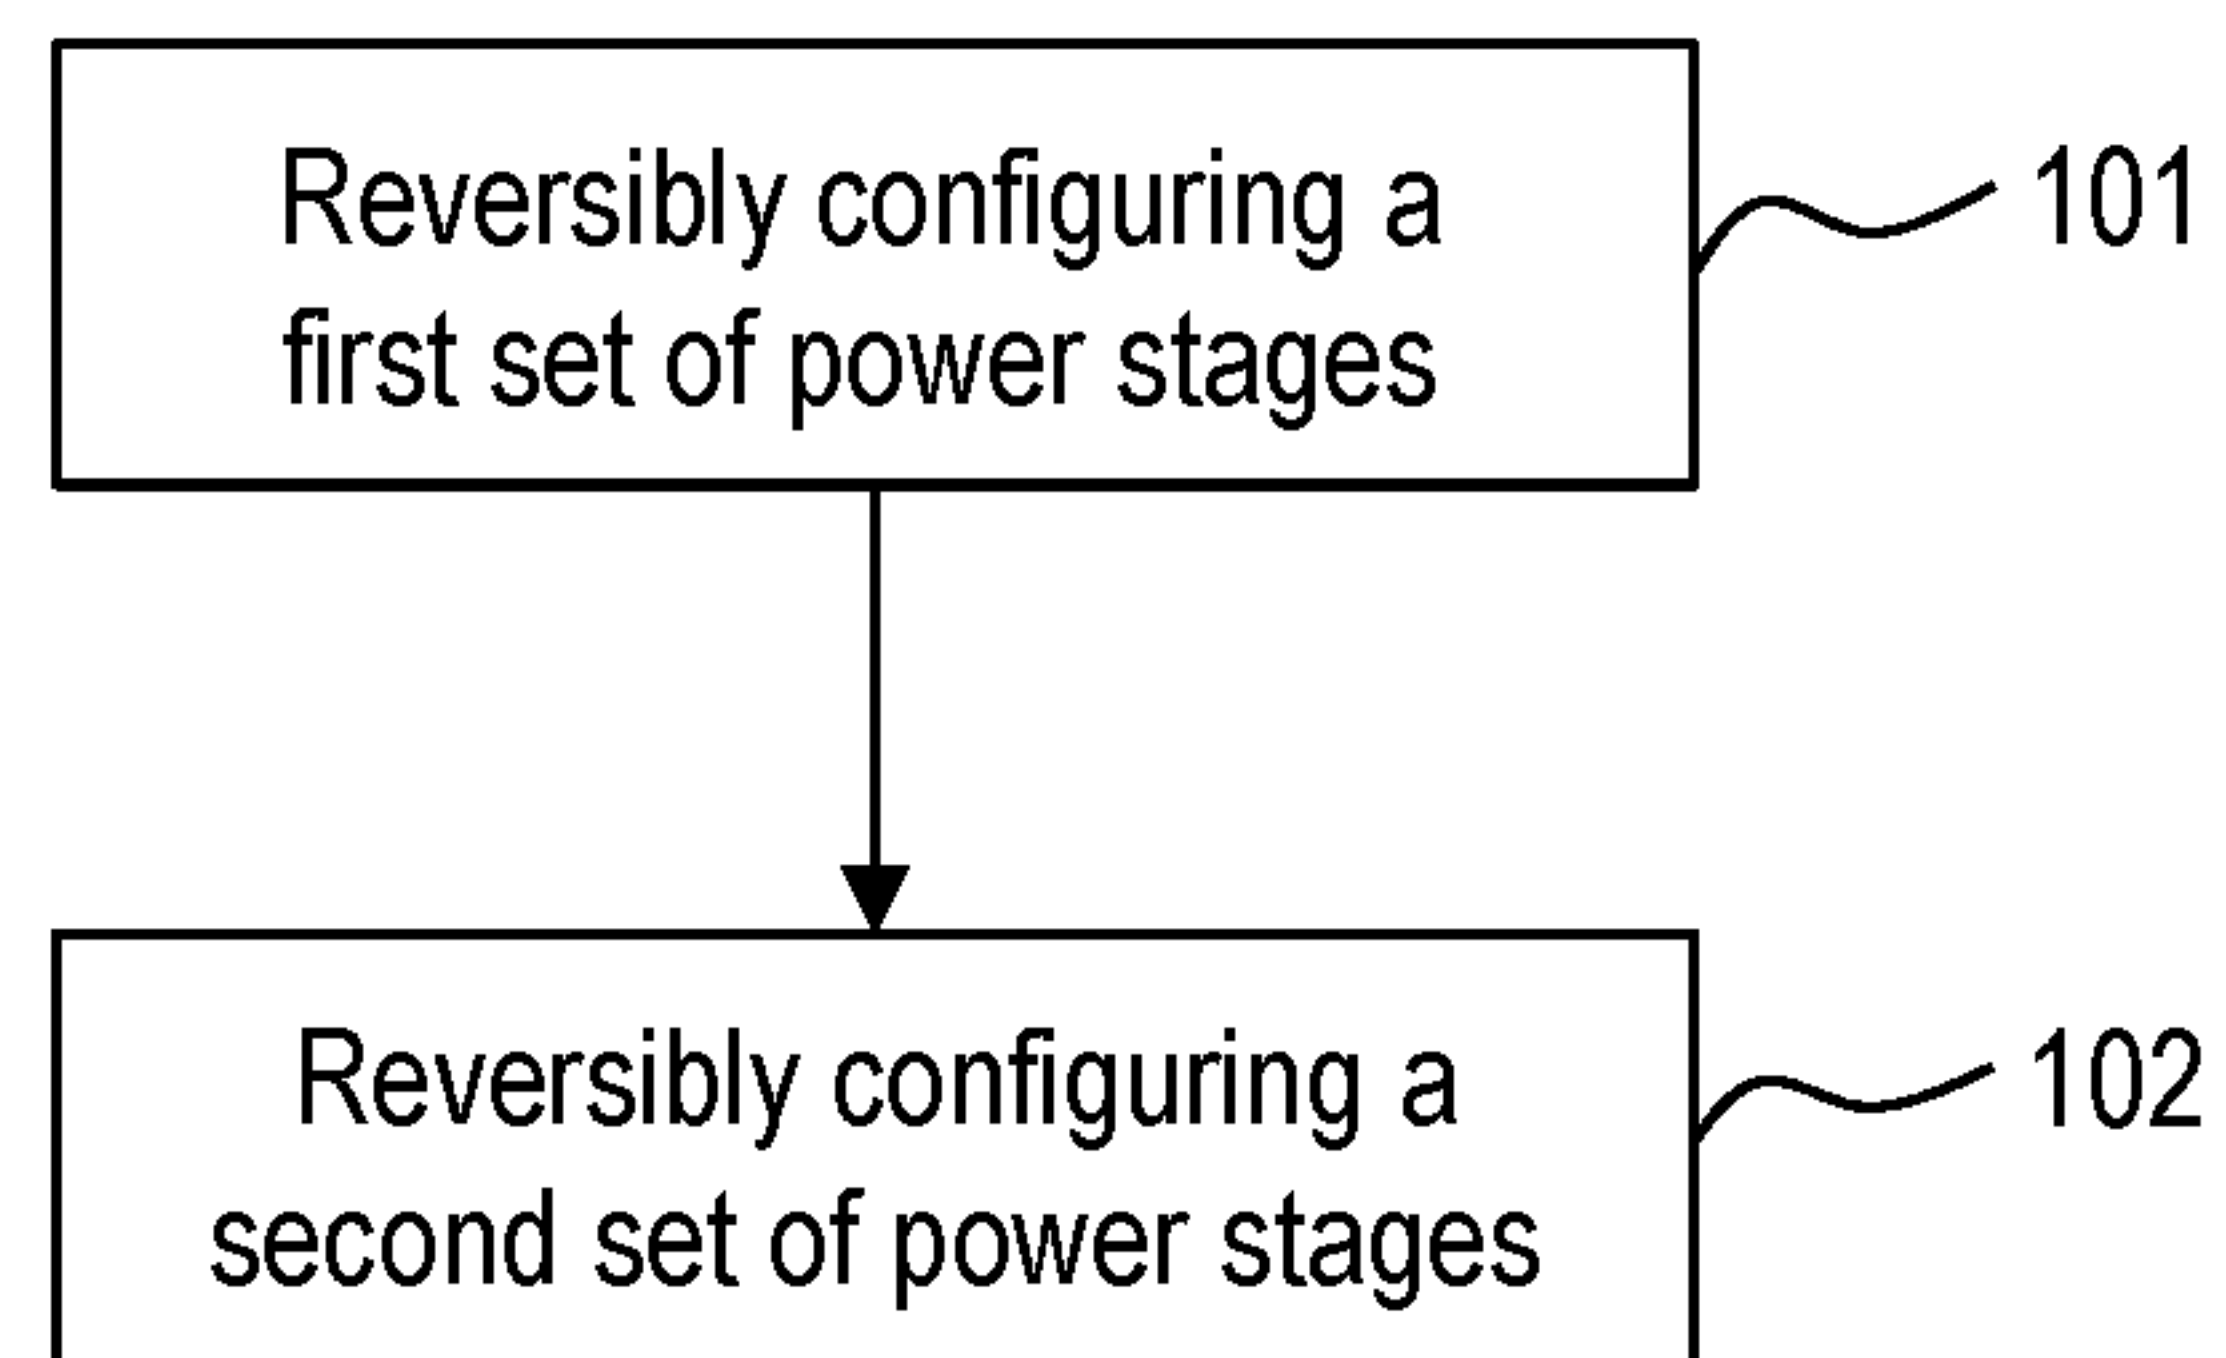 Reversibly configuring a
first set of power stages
101
Reversibly configuring a
second set of power stages
102